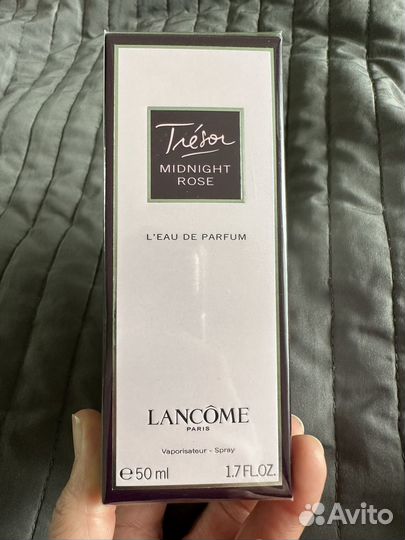 Trésor
MIDNIGHT
ROSE
L'EAU DE PARFUM
LANCÔME
PARIS
Vaporisateur - Spray
℮50 ml 1.7 FL.OZ.
Avito